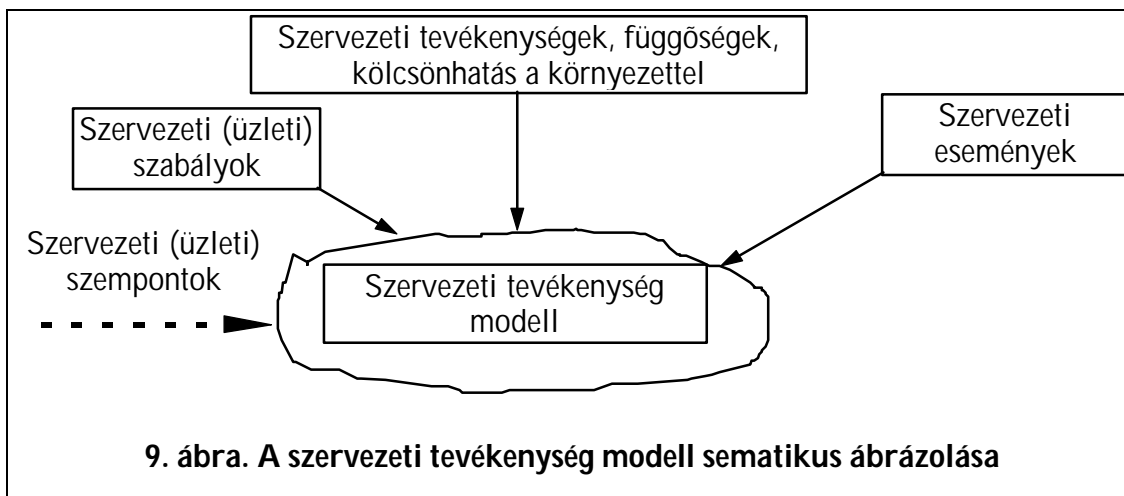 Szervezeti tevékenységek, függõségek,
kölcsönhatás a környezettel
Szervezeti (üzleti)
szabályok
Szervezeti
események
Szervezeti (üzleti)
szempontok
Szervezeti tevékenység
modell
9. ábra. A szervezeti tevékenység modell sematikus ábrázolása